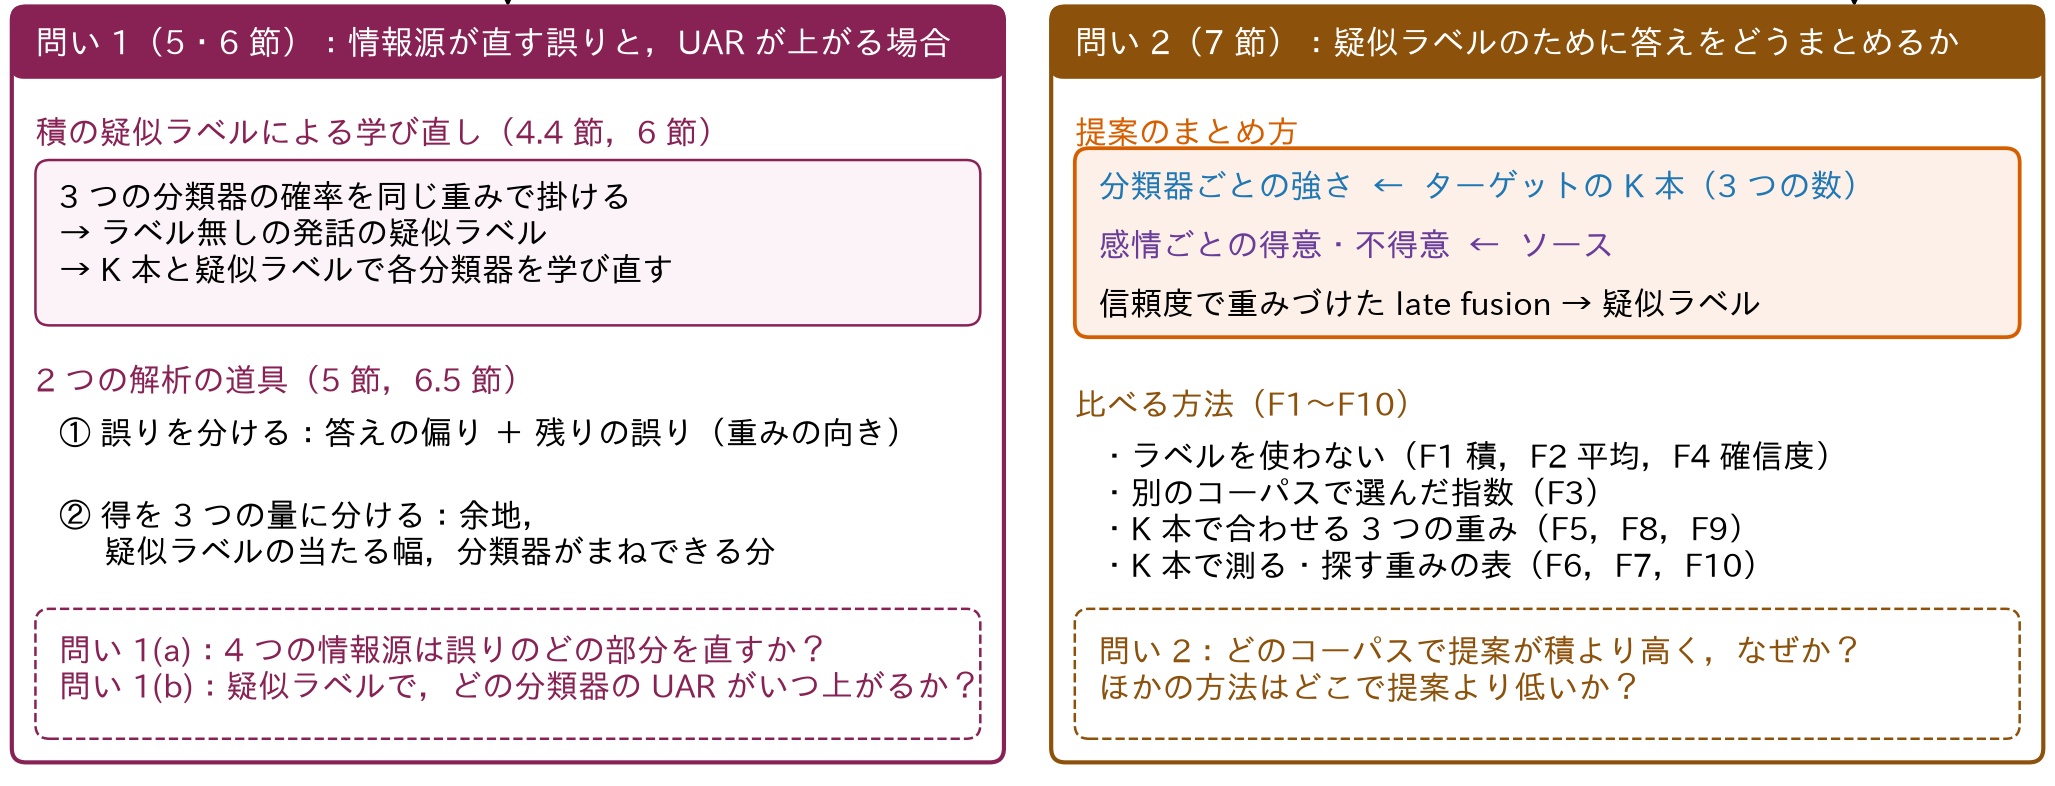 問い 1（5・6 節）：情報源が直す誤りと，UAR が上がる場合
積の疑似ラベルによる学び直し（4.4 節，6 節）
3 つの分類器の確率を同じ重みで掛ける
→ ラベル無しの発話の疑似ラベル
→ K 本と疑似ラベルで各分類器を学び直す
2 つの解析の道具（5 節，6.5 節）
① 誤りを分ける：答えの偏り ＋ 残りの誤り（重みの向き）
② 得を 3 つの量に分ける：余地，
疑似ラベルの当たる幅，分類器がまねできる分
問い 1(a)：4 つの情報源は誤りのどの部分を直すか？
問い 1(b)：疑似ラベルで，どの分類器の UAR がいつ上がるか？
問い 2（7 節）：疑似ラベルのために答えをどうまとめるか
提案のまとめ方
分類器ごとの強さ ← ターゲットの K 本（3 つの数）
感情ごとの得意・不得意 ← ソース
信頼度で重みづけた late fusion → 疑似ラベル
比べる方法（F1～F10）
・ラベルを使わない（F1 積，F2 平均，F4 確信度）
・別のコーパスで選んだ指数（F3）
・K 本で合わせる 3 つの重み（F5，F8，F9）
・K 本で測る・探す重みの表（F6，F7，F10）
問い 2：どのコーパスで提案が積より高く，なぜか？
ほかの方法はどこで提案より低いか？